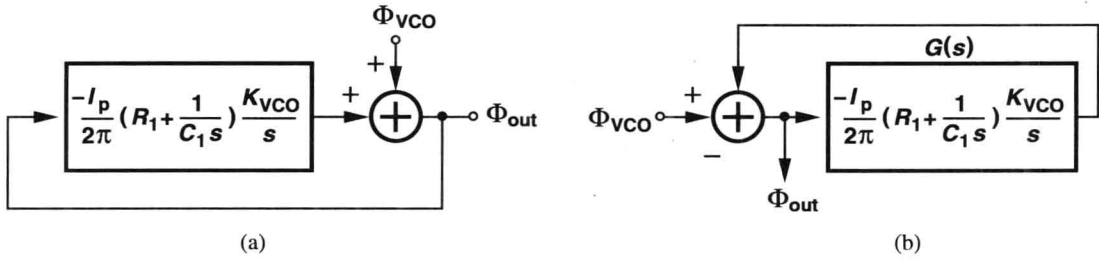 Φ_VCO
+
−I_p/2π (R_1 + 1/(C_1 s)) K_VCO/s
+
+
Φ_out
(a)
G(s)
Φ_VCO
+
+
−
−I_p/2π (R_1 + 1/(C_1 s)) K_VCO/s
Φ_out
(b)